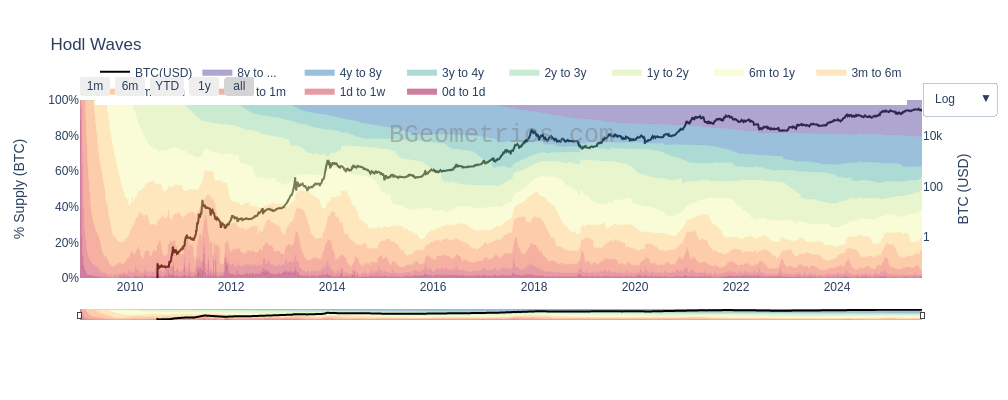 Hodl Waves
BTC(USD) 8y to ... 4y to 8y 3y to 4y 2y to 3y 1y to 2y 6m to 1y 3m to 6m
1m 6m YTD 1y all
to 1m 1d to 1w 0d to 1d
Log ▼
100%
80%
60%
40%
20%
0%
% Supply (BTC)
BGeometrics.com
10k
100
1
BTC (USD)
2010 2012 2014 2016 2018 2020 2022 2024